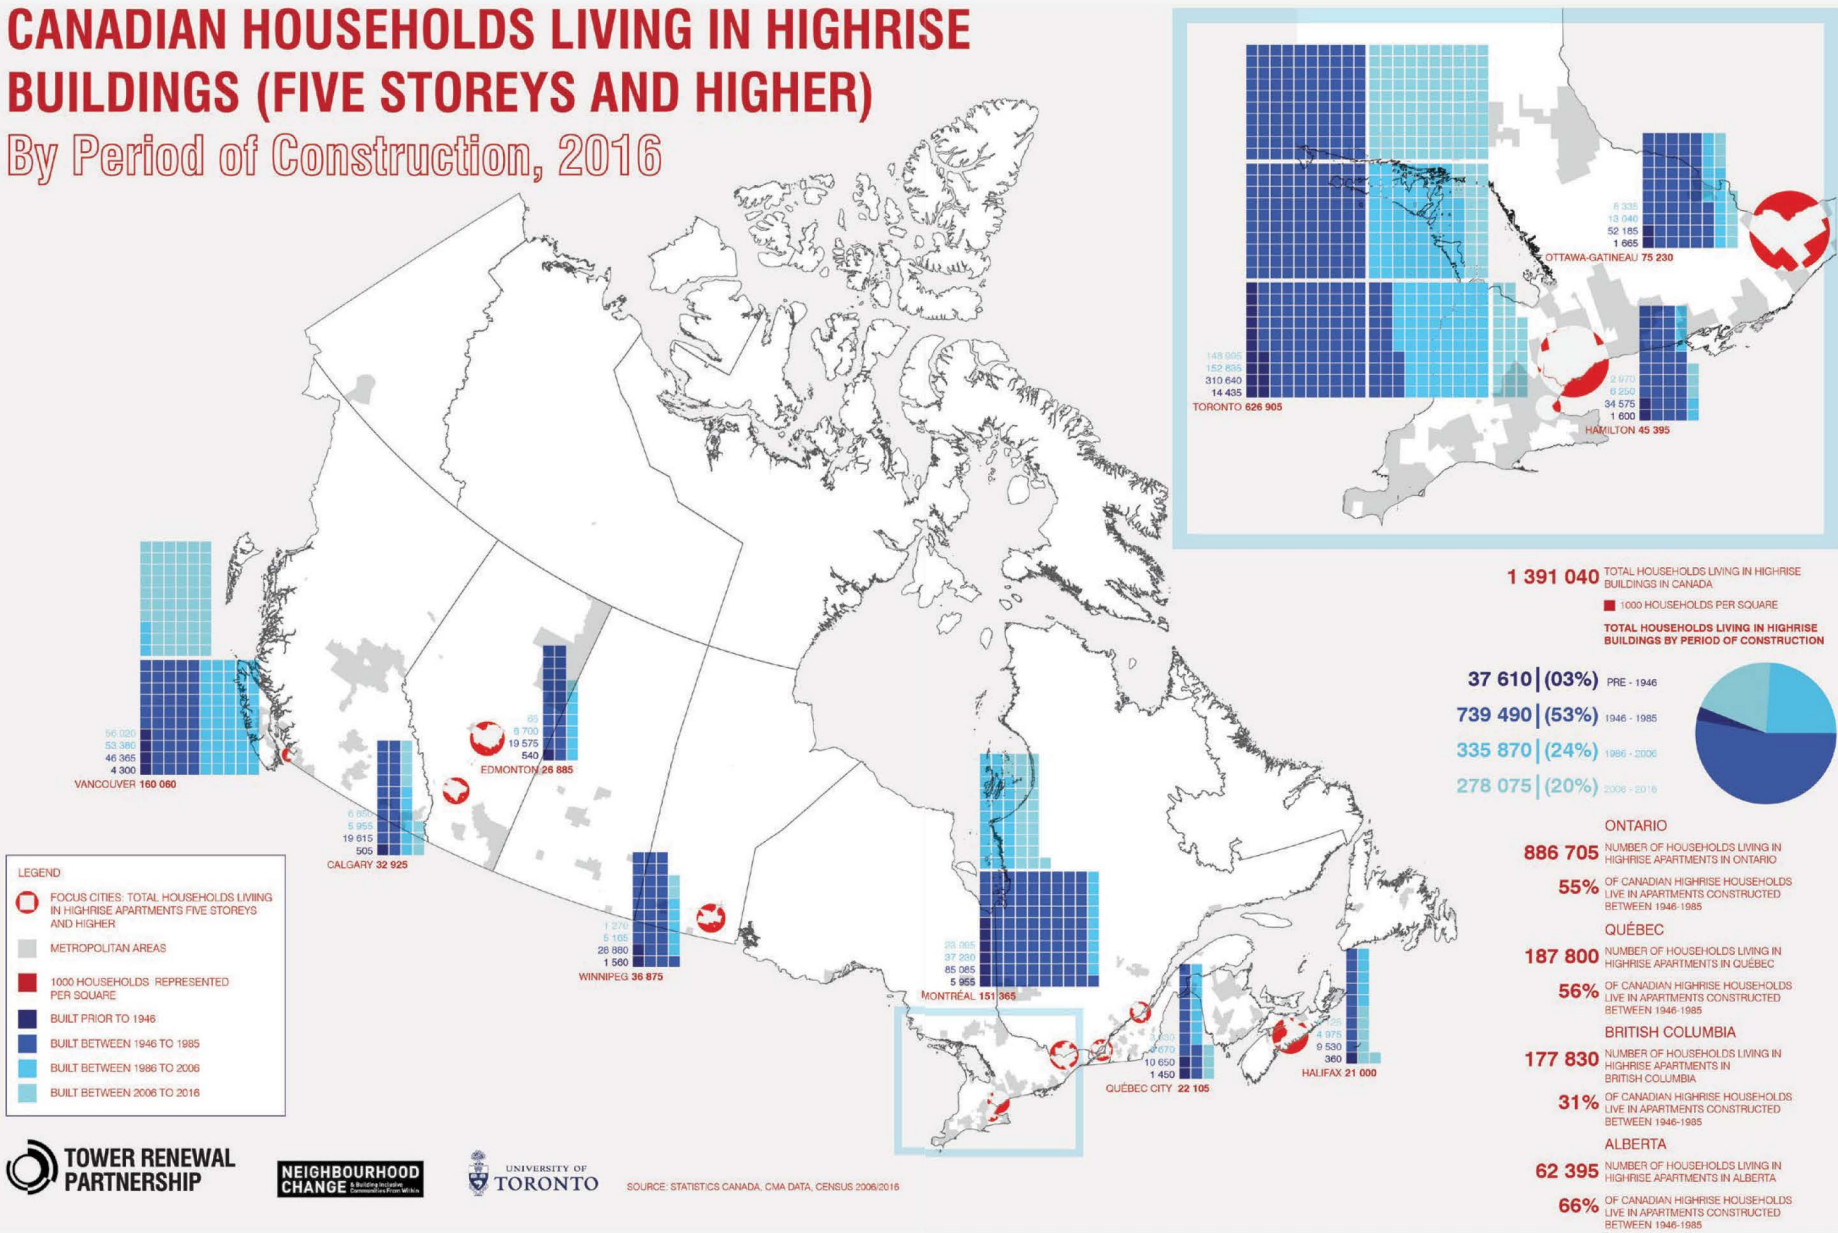 CANADIAN HOUSEHOLDS LIVING IN HIGHRISE
BUILDINGS (FIVE STOREYS AND HIGHER)
By Period of Construction, 2016
6 335
13 040
52 185
1 665
OTTAWA-GATINEAU 75 230
148 995
152 835
310 640
14 435
TORONTO 626 905
2 970
6 250
34 575
1 600
HAMILTON 45 395
56 020
53 380
46 365
4 300
VANCOUVER 160 060
6 700
19 575
540
EDMONTON 26 885
6 850
5 955
19 615
505
CALGARY 32 925
1 270
5 165
28 880
1 560
WINNIPEG 36 875
37 230
85 085
5 955
MONTRÉAL 151 365
10 650
1 450
QUÉBEC CITY 22 105
4 975
9 530
360
HALIFAX 21 000
1 391 040 TOTAL HOUSEHOLDS LIVING IN HIGHRISE
BUILDINGS IN CANADA
1000 HOUSEHOLDS PER SQUARE
TOTAL HOUSEHOLDS LIVING IN HIGHRISE
BUILDINGS BY PERIOD OF CONSTRUCTION
37 610|(03%) PRE - 1946
739 490|(53%) 1946 - 1985
335 870|(24%) 1986 - 2006
278 075|(20%) 2006 - 2016
ONTARIO
886 705 NUMBER OF HOUSEHOLDS LIVING IN
HIGHRISE APARTMENTS IN ONTARIO
55% OF CANADIAN HIGHRISE HOUSEHOLDS
LIVE IN APARTMENTS CONSTRUCTED
BETWEEN 1946-1985
QUÉBEC
187 800 NUMBER OF HOUSEHOLDS LIVING IN
HIGHRISE APARTMENTS IN QUÉBEC
56% OF CANADIAN HIGHRISE HOUSEHOLDS
LIVE IN APARTMENTS CONSTRUCTED
BETWEEN 1946-1985
BRITISH COLUMBIA
177 830 NUMBER OF HOUSEHOLDS LIVING IN
HIGHRISE APARTMENTS IN
BRITISH COLUMBIA
31% OF CANADIAN HIGHRISE HOUSEHOLDS
LIVE IN APARTMENTS CONSTRUCTED
BETWEEN 1946-1985
ALBERTA
62 395 NUMBER OF HOUSEHOLDS LIVING IN
HIGHRISE APARTMENTS IN ALBERTA
66% OF CANADIAN HIGHRISE HOUSEHOLDS
LIVE IN APARTMENTS CONSTRUCTED
BETWEEN 1946-1985
LEGEND
FOCUS CITIES: TOTAL HOUSEHOLDS LIVIING
IN HIGHRISE APARTMENTS FIVE STOREYS
AND HIGHER
METROPOLITAN AREAS
1000 HOUSEHOLDS REPRESENTED
PER SQUARE
BUILT PRIOR TO 1946
BUILT BETWEEN 1946 TO 1985
BUILT BETWEEN 1986 TO 2006
BUILT BETWEEN 2006 TO 2016
TOWER RENEWAL
PARTNERSHIP
NEIGHBOURHOOD
CHANGE & Building Inclusive
Communities From Within
UNIVERSITY OF
TORONTO
SOURCE: STATISTICS CANADA, CMA DATA, CENSUS 2006/2016